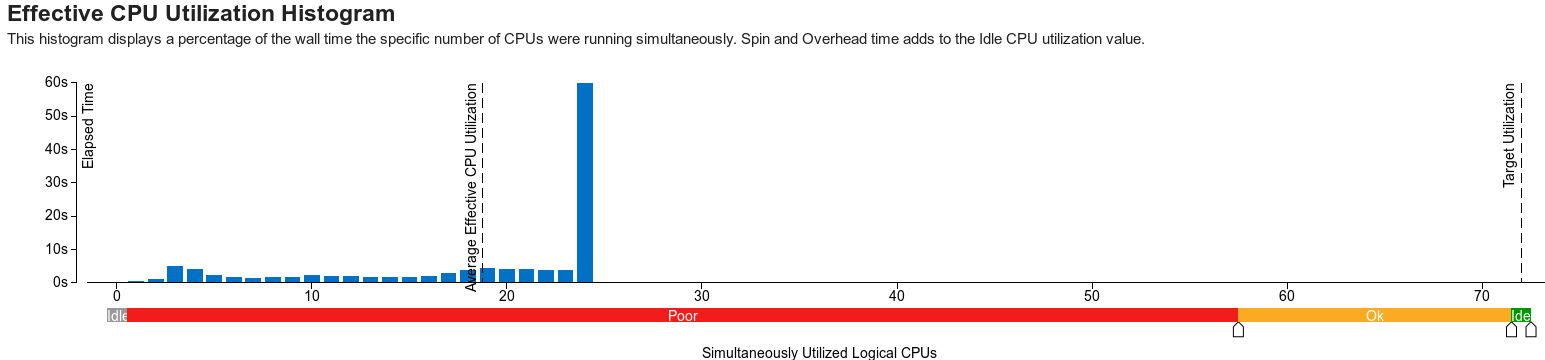 Effective CPU Utilization Histogram
This histogram displays a percentage of the wall time the specific number of CPUs were running simultaneously. Spin and Overhead time adds to the Idle CPU utilization value.
60s
50s
40s
30s
20s
10s
0s
Elapsed Time
Average Effective CPU Utilization
Target Utilization
0 10 20 30 40 50 60 70
Idle Poor Ok Ide
Simultaneously Utilized Logical CPUs